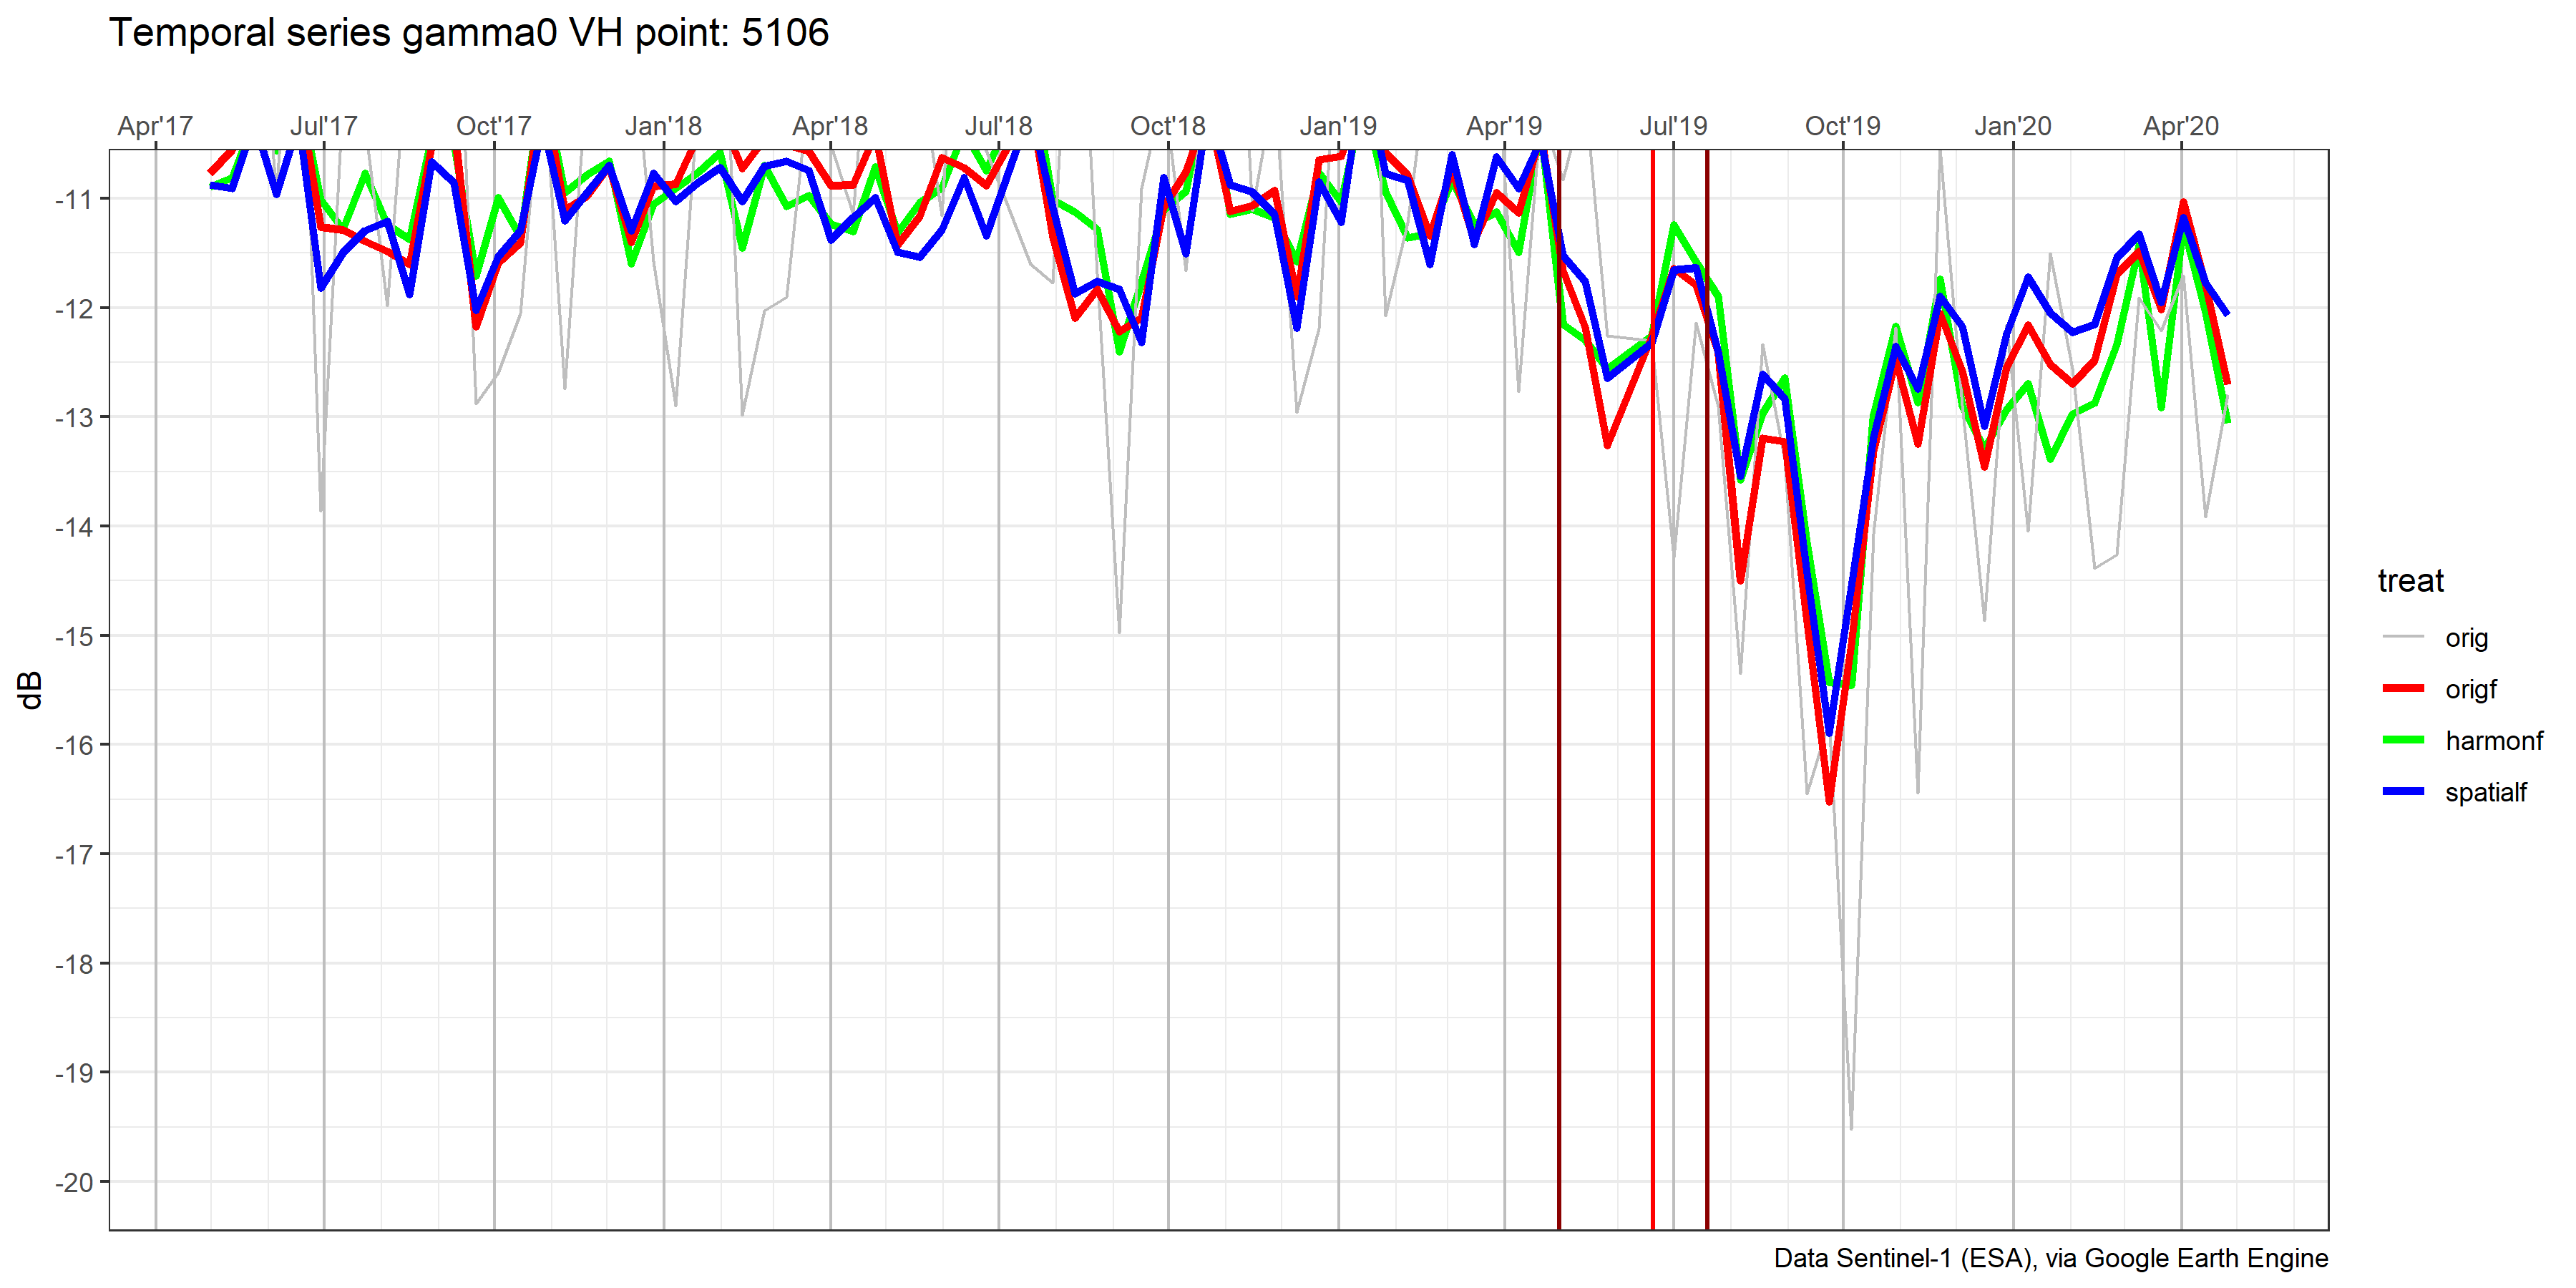 Temporal series gamma0 VH point: 5106
Apr'17 Jul'17 Oct'17 Jan'18 Apr'18 Jul'18 Oct'18 Jan'19 Apr'19 Jul'19 Oct'19 Jan'20 Apr'20
-11
-12
-13
-14
-15
-16
-17
-18
-19
-20
dB
treat
orig
origf
harmonf
spatialf
Data Sentinel-1 (ESA), via Google Earth Engine